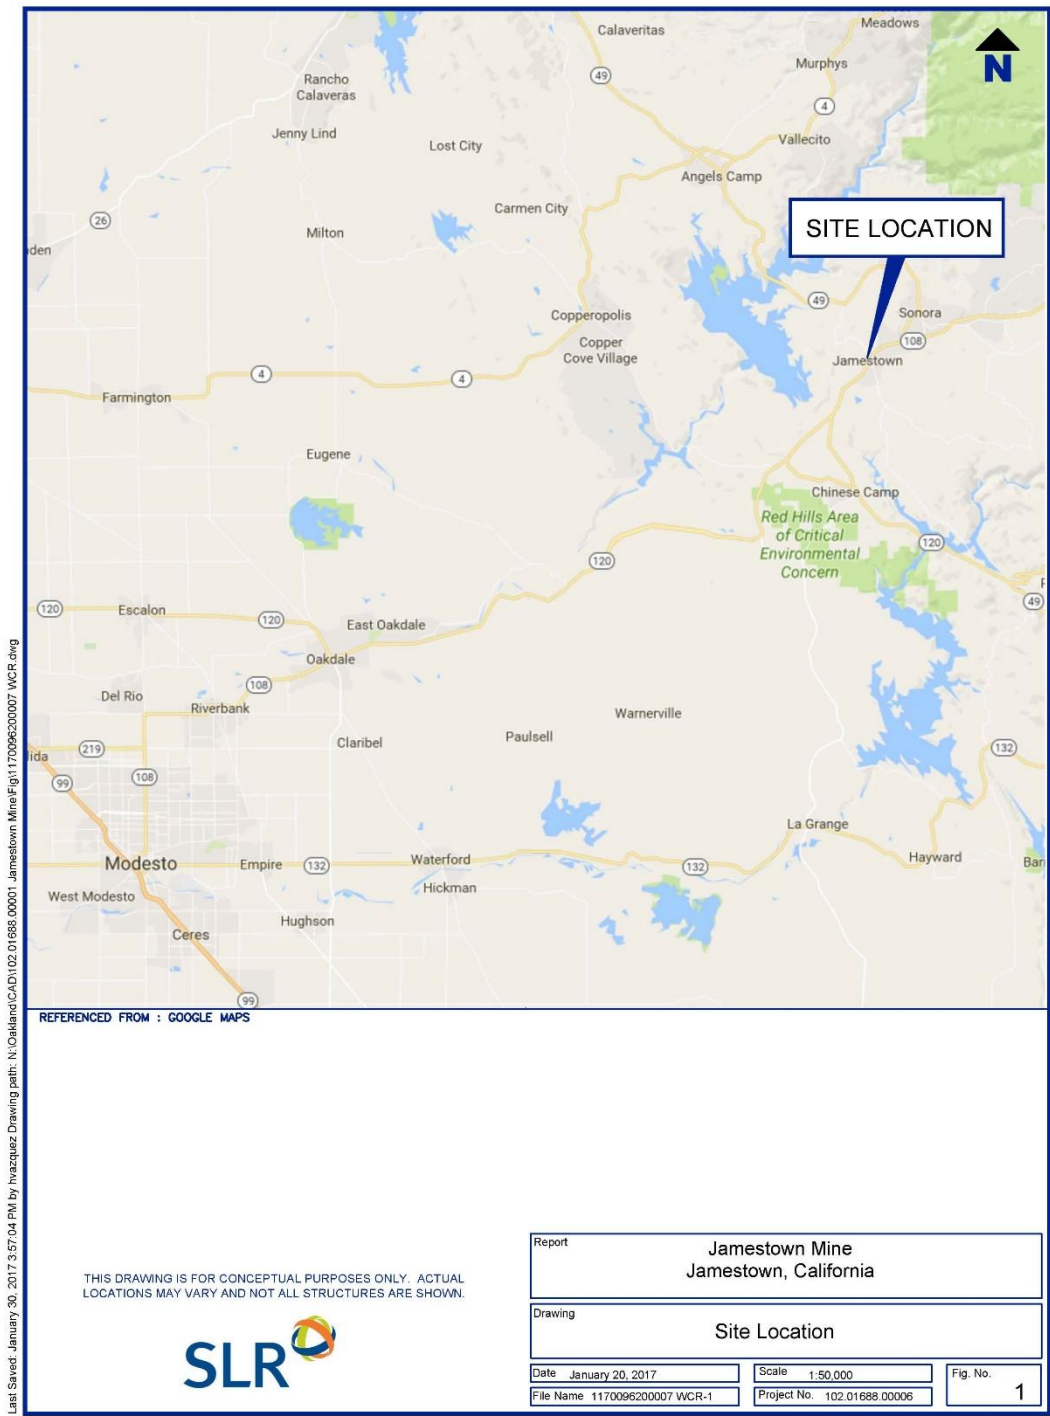 Meadows
Calaveritas
Murphys
49
Rancho
Calaveras
4
Jenny Lind
Vallecito
Lost City
Angels Camp
N
Carmen City
26
SITE LOCATION
Milton
den
49
Copperopolis
Sonora
108
Copper
Cove Village
Jamestown
4
4
Farmington
Eugene
Chinese Camp
Red Hills Area
of Critical
Environmental
Concern
120
120
49
120
Escalon
120
East Oakdale
Oakdale
108
Del Rio
Riverbank
Warnerville
Claribel
Paulsell
219
132
ida
99
108
La Grange
Modesto
Empire
132
Waterford
132
Hayward
Bar
Hickman
West Modesto
Hughson
Ceres
99
REFERENCED FROM : GOOGLE MAPS
Last Saved: January 30, 2017 3:57:04 PM by hvazquez Drawing path: N:\Oakland\CAD\102.01688.00001 Jamestown Mine\Fig\1170096200007 WCR.dwg
THIS DRAWING IS FOR CONCEPTUAL PURPOSES ONLY. ACTUAL
LOCATIONS MAY VARY AND NOT ALL STRUCTURES ARE SHOWN.
SLR
Report
Jamestown Mine
Jamestown, California
Drawing
Site Location
Date January 20, 2017
Scale 1:50,000
Fig. No.
1
File Name 1170096200007 WCR-1
Project No. 102.01688.00006